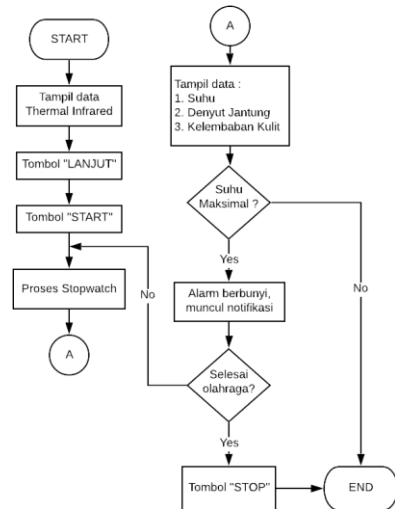 START
Tampil data
Thermal Infrared
Tombol "LANJUT"
Tombol "START"
Proses Stopwatch
A
A
Tampil data :
1. Suhu
2. Denyut Jantung
3. Kelembaban Kulit
Suhu
Maksimal ?
Yes
No
Alarm berbunyi,
muncul notifikasi
No
Selesai
olahraga?
Yes
Tombol "STOP"
END